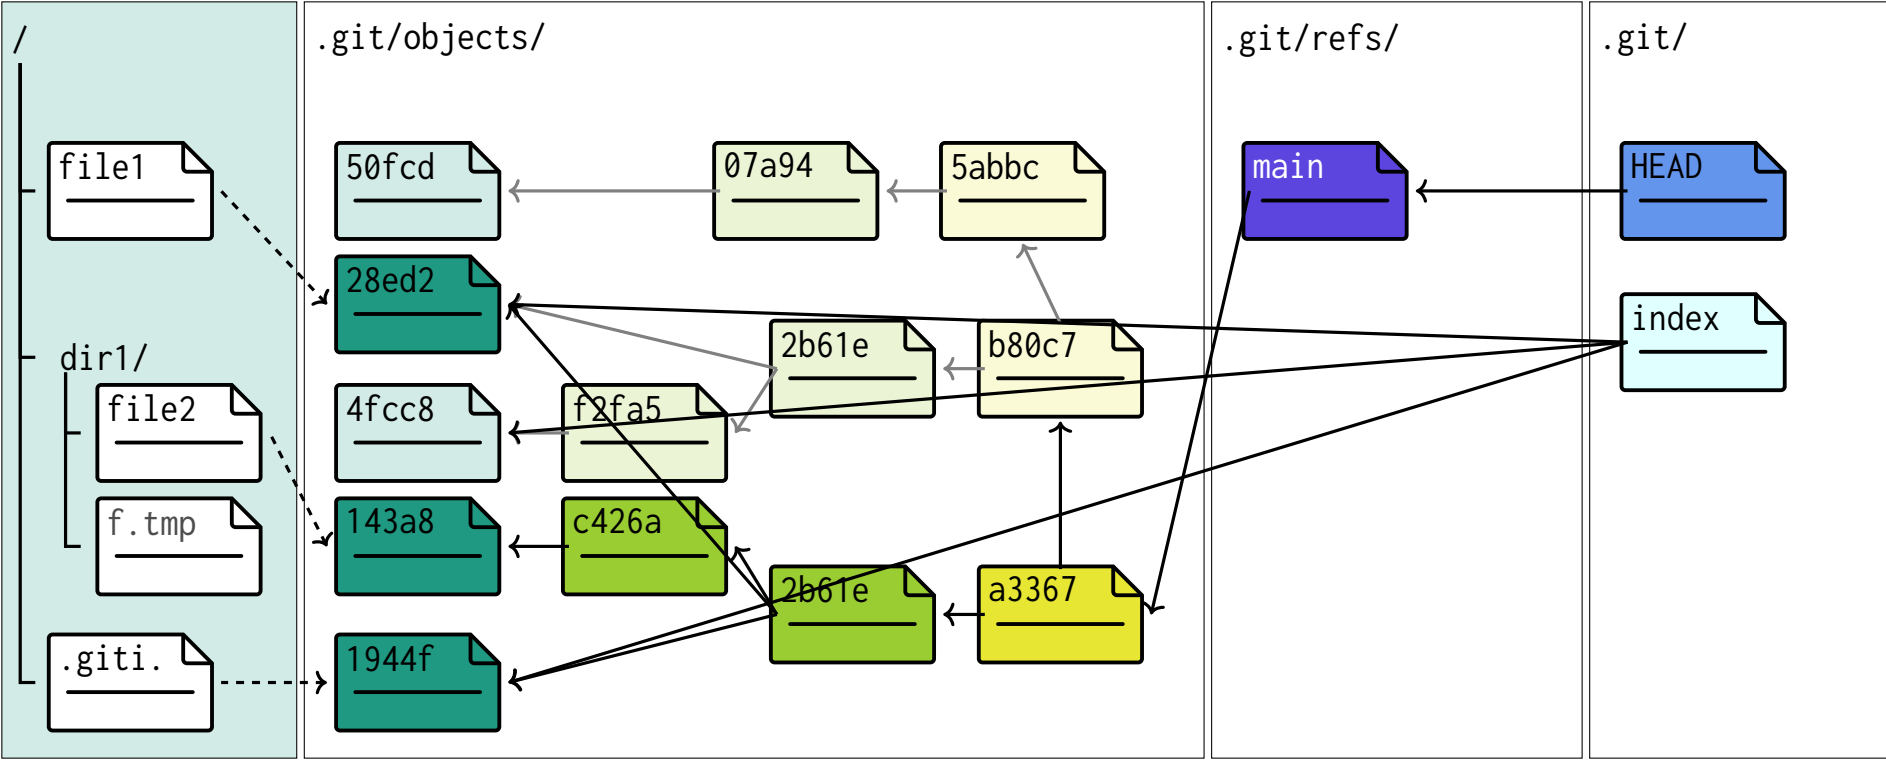 /
.git/objects/
.git/refs/
.git/
file1
50fcd
07a94
5abbc
main
HEAD
28ed2
index
2b61e
b80c7
dir1/
file2
4fcc8
f2fa5
f.tmp
143a8
c426a
2b61e
a3367
.giti.
1944f